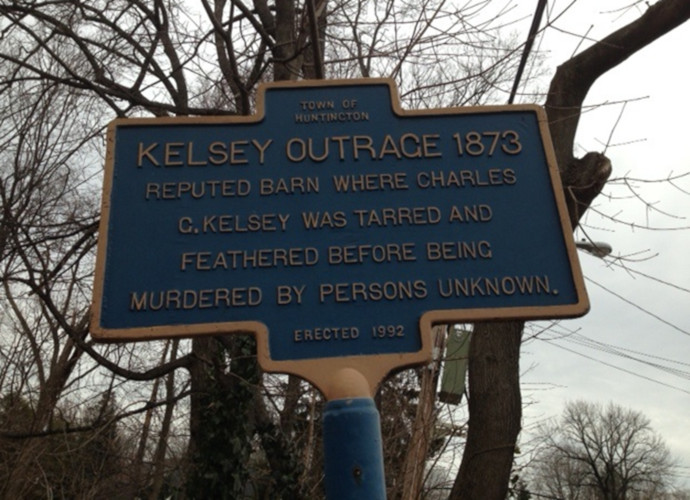 TOWN OF
HUNTINGTON
KELSEY OUTRAGE 1873
REPUTED BARN WHERE CHARLES
G. KELSEY WAS TARRED AND
FEATHERED BEFORE BEING
MURDERED BY PERSONS UNKNOWN.
ERECTED 1992